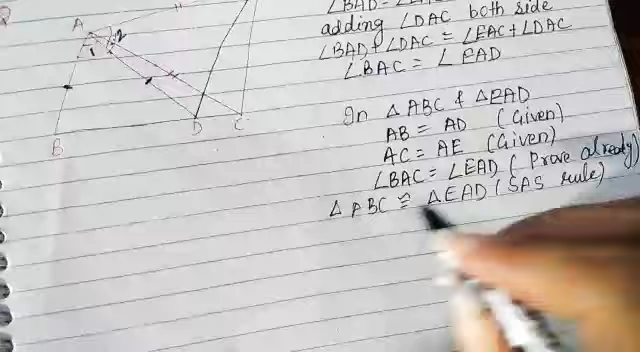 ∠BAD =
adding ∠DAC both side
∠BAD + ∠DAC = ∠EAC + ∠DAC
∠BAC = ∠EAD
In △ABC & △EAD
AB = AD (Given)
AC = AE (Given)
∠BAC = ∠EAD (Prove already)
△ABC ≅ △EAD (SAS rule)
A
1
2
B
D
C